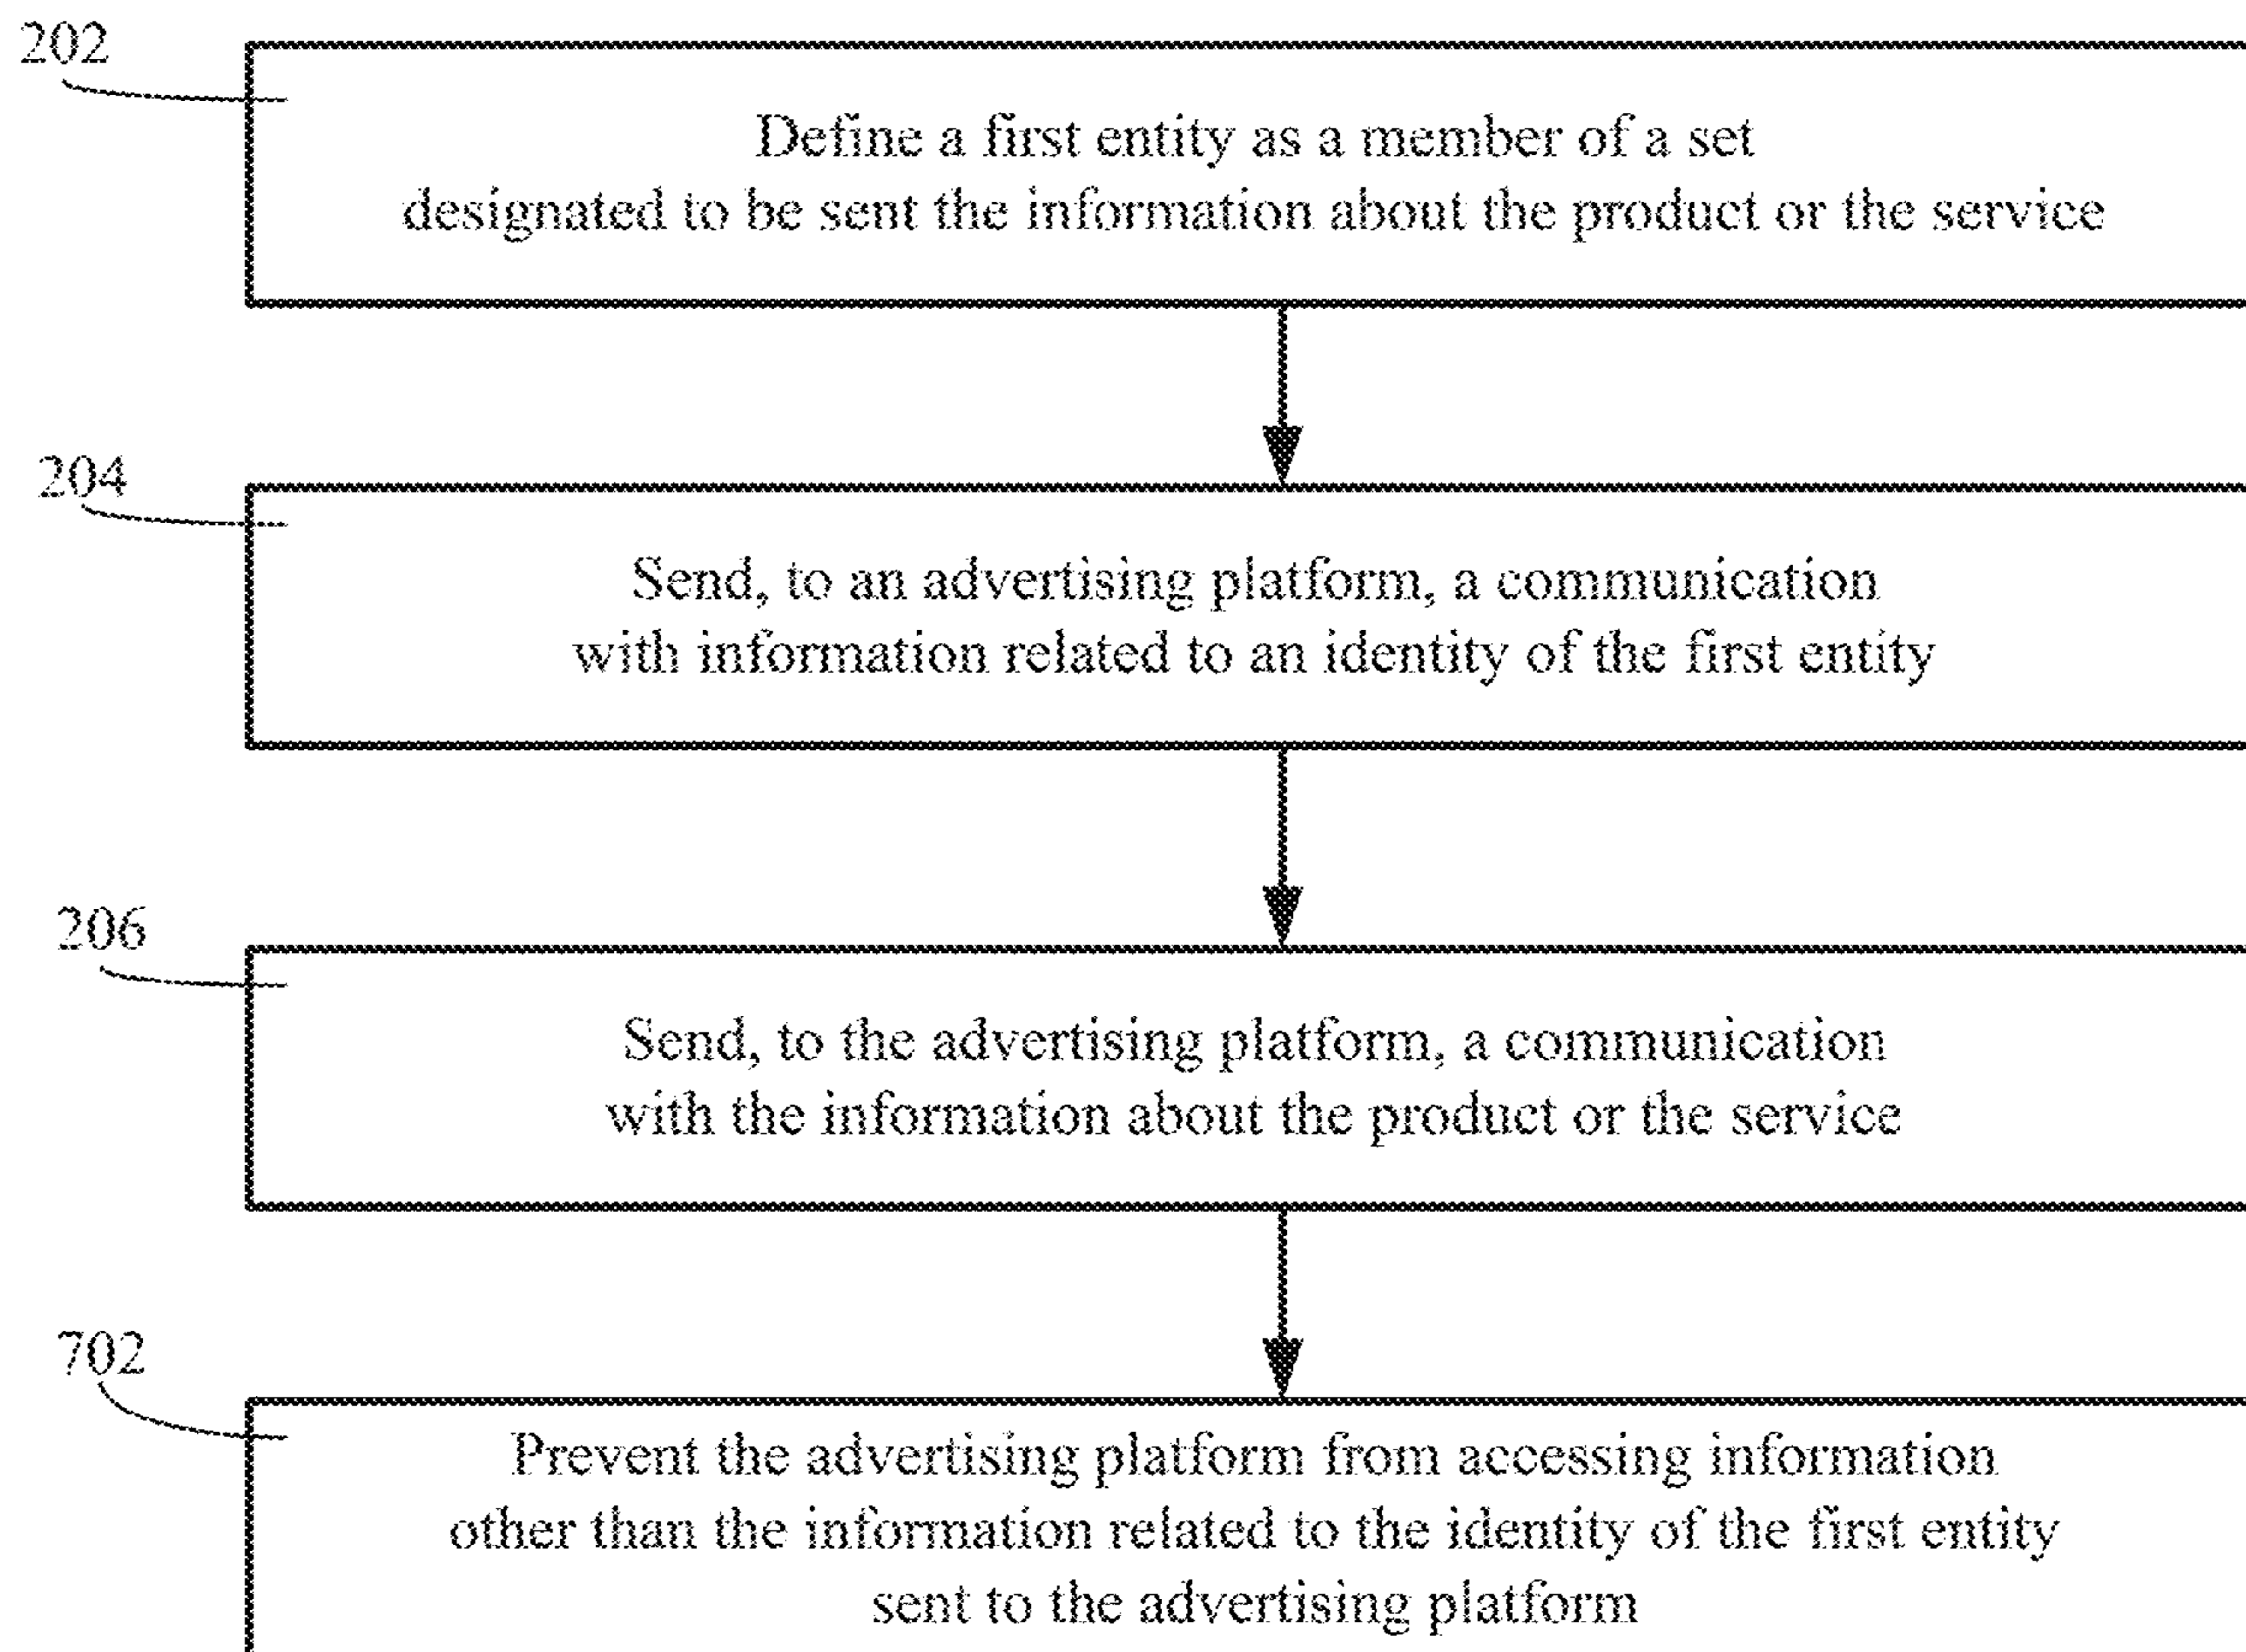 202
Define a first entity as a member of a set
designated to be sent the information about the product or the service
204
Send, to an advertising platform, a communication
with information related to an identity of the first entity
206
Send, to the advertising platform, a communication
with the information about the product or the service
702
Prevent the advertising platform from accessing information
other than the information related to the identity of the first entity
sent to the advertising platform